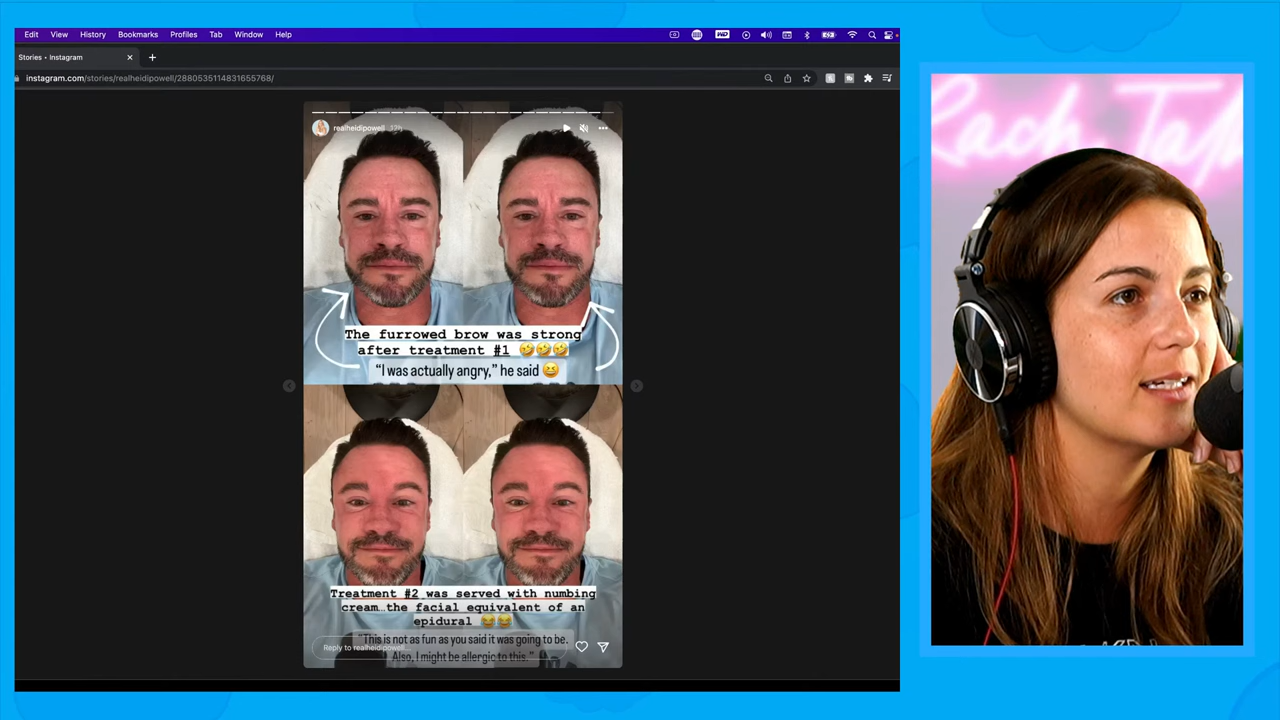 Edit View History Bookmarks Profiles Tab Window Help
Stories • Instagram
instagram.com/stories/realheidipowell/2880535114831655768/
realheidipowell
The furrowed brow was strong
after treatment #1 🤣🤣🤣
“I was actually angry,” he said 😆
Treatment #2 was served with numbing
cream…the facial equivalent of an
epidural 😂😂
“This is not as fun as you said it was going to be.
Also, I might be allergic to this.”
Reply to realheidipowell...
Rach Talk